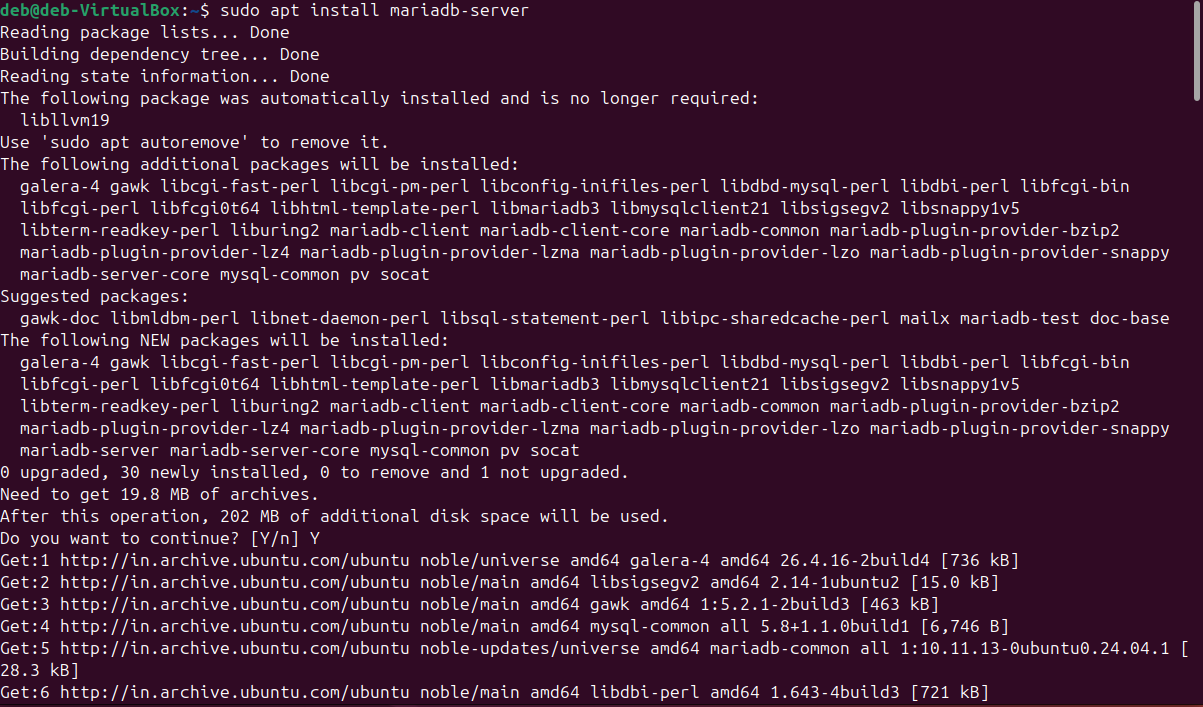 deb@deb-VirtualBox:~$ sudo apt install mariadb-server
Reading package lists... Done
Building dependency tree... Done
Reading state information... Done
The following package was automatically installed and is no longer required:
  libllvm19
Use 'sudo apt autoremove' to remove it.
The following additional packages will be installed:
  galera-4 gawk libcgi-fast-perl libcgi-pm-perl libconfig-inifiles-perl libdbd-mysql-perl libdbi-perl libfcgi-bin
  libfcgi-perl libfcgi0t64 libhtml-template-perl libmariadb3 libmysqlclient21 libsigsegv2 libsnappy1v5
  libterm-readkey-perl liburing2 mariadb-client mariadb-client-core mariadb-common mariadb-plugin-provider-bzip2
  mariadb-plugin-provider-lz4 mariadb-plugin-provider-lzma mariadb-plugin-provider-lzo mariadb-plugin-provider-snappy
  mariadb-server-core mysql-common pv socat
Suggested packages:
  gawk-doc libmldbm-perl libnet-daemon-perl libsql-statement-perl libipc-sharedcache-perl mailx mariadb-test doc-base
The following NEW packages will be installed:
  galera-4 gawk libcgi-fast-perl libcgi-pm-perl libconfig-inifiles-perl libdbd-mysql-perl libdbi-perl libfcgi-bin
  libfcgi-perl libfcgi0t64 libhtml-template-perl libmariadb3 libmysqlclient21 libsigsegv2 libsnappy1v5
  libterm-readkey-perl liburing2 mariadb-client mariadb-client-core mariadb-common mariadb-plugin-provider-bzip2
  mariadb-plugin-provider-lz4 mariadb-plugin-provider-lzma mariadb-plugin-provider-lzo mariadb-plugin-provider-snappy
  mariadb-server mariadb-server-core mysql-common pv socat
0 upgraded, 30 newly installed, 0 to remove and 1 not upgraded.
Need to get 19.8 MB of archives.
After this operation, 202 MB of additional disk space will be used.
Do you want to continue? [Y/n] Y
Get:1 http://in.archive.ubuntu.com/ubuntu noble/universe amd64 galera-4 amd64 26.4.16-2build4 [736 kB]
Get:2 http://in.archive.ubuntu.com/ubuntu noble/main amd64 libsigsegv2 amd64 2.14-1ubuntu2 [15.0 kB]
Get:3 http://in.archive.ubuntu.com/ubuntu noble/main amd64 gawk amd64 1:5.2.1-2build3 [463 kB]
Get:4 http://in.archive.ubuntu.com/ubuntu noble/main amd64 mysql-common all 5.8+1.1.0build1 [6,746 B]
Get:5 http://in.archive.ubuntu.com/ubuntu noble-updates/universe amd64 mariadb-common all 1:10.11.13-0ubuntu0.24.04.1 [
28.3 kB]
Get:6 http://in.archive.ubuntu.com/ubuntu noble/main amd64 libdbi-perl amd64 1.643-4build3 [721 kB]